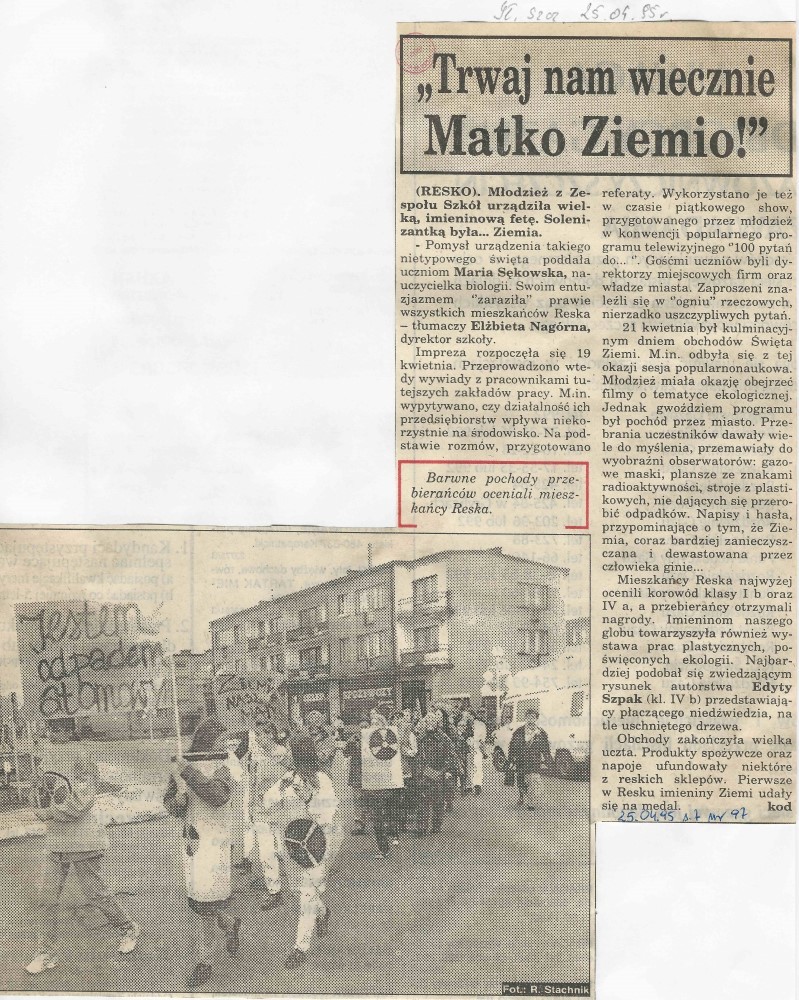 Gł. Szcz. 25.04.95r.
„Trwaj nam wiecznie
Matko Ziemio!”
(RESKO). Młodzież z Ze-
społu Szkół urządziła wiel-
ką, imieninową fetę. Soleni-
zantką była... Ziemia.
- Pomysł urządzenia takiego
nietypowego święta poddała
uczniom Maria Sękowska, na-
uczycielka biologii. Swoim entu-
zjazmem "zaraziła" prawie
wszystkich mieszkańców Reska
– tłumaczy Elżbieta Nagórna,
dyrektor szkoły.
Impreza rozpoczęła się 19
kwietnia. Przeprowadzono wte-
dy wywiady z pracownikami tu-
tejszych zakładów pracy. M.in.
wypytywano, czy działalność ich
przedsiębiorstw wpływa nieko-
rzystnie na środowisko. Na pod-
stawie rozmów, przygotowano
referaty. Wykorzystano je też
w czasie piątkowego show,
przygotowanego przez młodzież
w konwencji popularnego pro-
gramu telewizyjnego "100 pytań
do... ". Gośćmi uczniów byli dy-
rektorzy miejscowych firm oraz
władze miasta. Zaproszeni zna-
leźli się w "ogniu" rzeczowych,
nierzadko uszczypliwych pytań.
21 kwietnia był kulminacyj-
nym dniem obchodów Święta
Ziemi. M.in. odbyła się z tej
okazji sesja popularnonaukowa.
Młodzież miała okazję obejrzeć
filmy o tematyce ekologicznej.
Jednak gwoździem programu
był pochód przez miasto. Prze-
brania uczestników dawały wie-
le do myślenia, przemawiały do
wyobraźni obserwatorów: gazo-
we maski, plansze ze znakami
radioaktywności, stroje z plasti-
kowych, nie dających się przero-
bić odpadków. Napisy i hasła,
przypominające o tym, że Zie-
mia, coraz bardziej zanieczysz-
czana i dewastowana przez
człowieka ginie...
Mieszkańcy Reska najwyżej
ocenili korowód klasy I b oraz
IV a, a przebierańcy otrzymali
nagrody. Imieninom naszego
globu towarzyszyła również wy-
stawa prac plastycznych, po-
święconych ekologii. Najbar-
dziej podobał się zwiedzającym
rysunek autorstwa Edyty
Szpak (kl. IV b) przedstawiają-
cy płaczącego niedźwiedzia, na
tle uschniętego drzewa.
Obchody zakończyła wielka
uczta. Produkty spożywcze oraz
napoje ufundowały niektóre
z reskich sklepów. Pierwsze
w Resku imieniny Ziemi udały
się na medal. kod
25.04.95 s.7 nr 97
Barwne pochody prze-
bierańców oceniali miesz-
kańcy Reska.
Jestem
odpadem
atomowy
ZIEMIA
Fot.: R. Stachnik